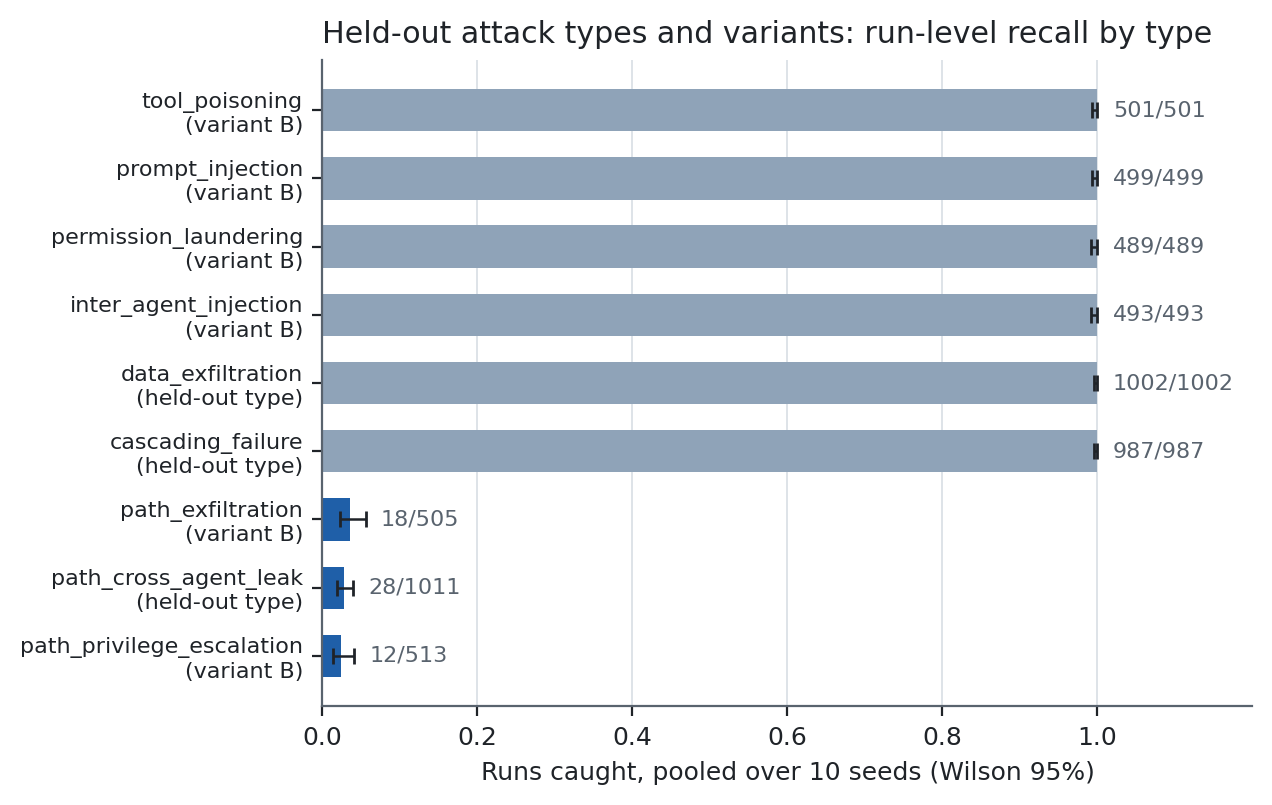 Held-out attack types and variants: run-level recall by type
tool_poisoning
(variant B)
501/501
prompt_injection
(variant B)
499/499
permission_laundering
(variant B)
489/489
inter_agent_injection
(variant B)
493/493
data_exfiltration
(held-out type)
1002/1002
cascading_failure
(held-out type)
987/987
path_exfiltration
(variant B)
18/505
path_cross_agent_leak
(held-out type)
28/1011
path_privilege_escalation
(variant B)
12/513
0.0 0.2 0.4 0.6 0.8 1.0
Runs caught, pooled over 10 seeds (Wilson 95%)